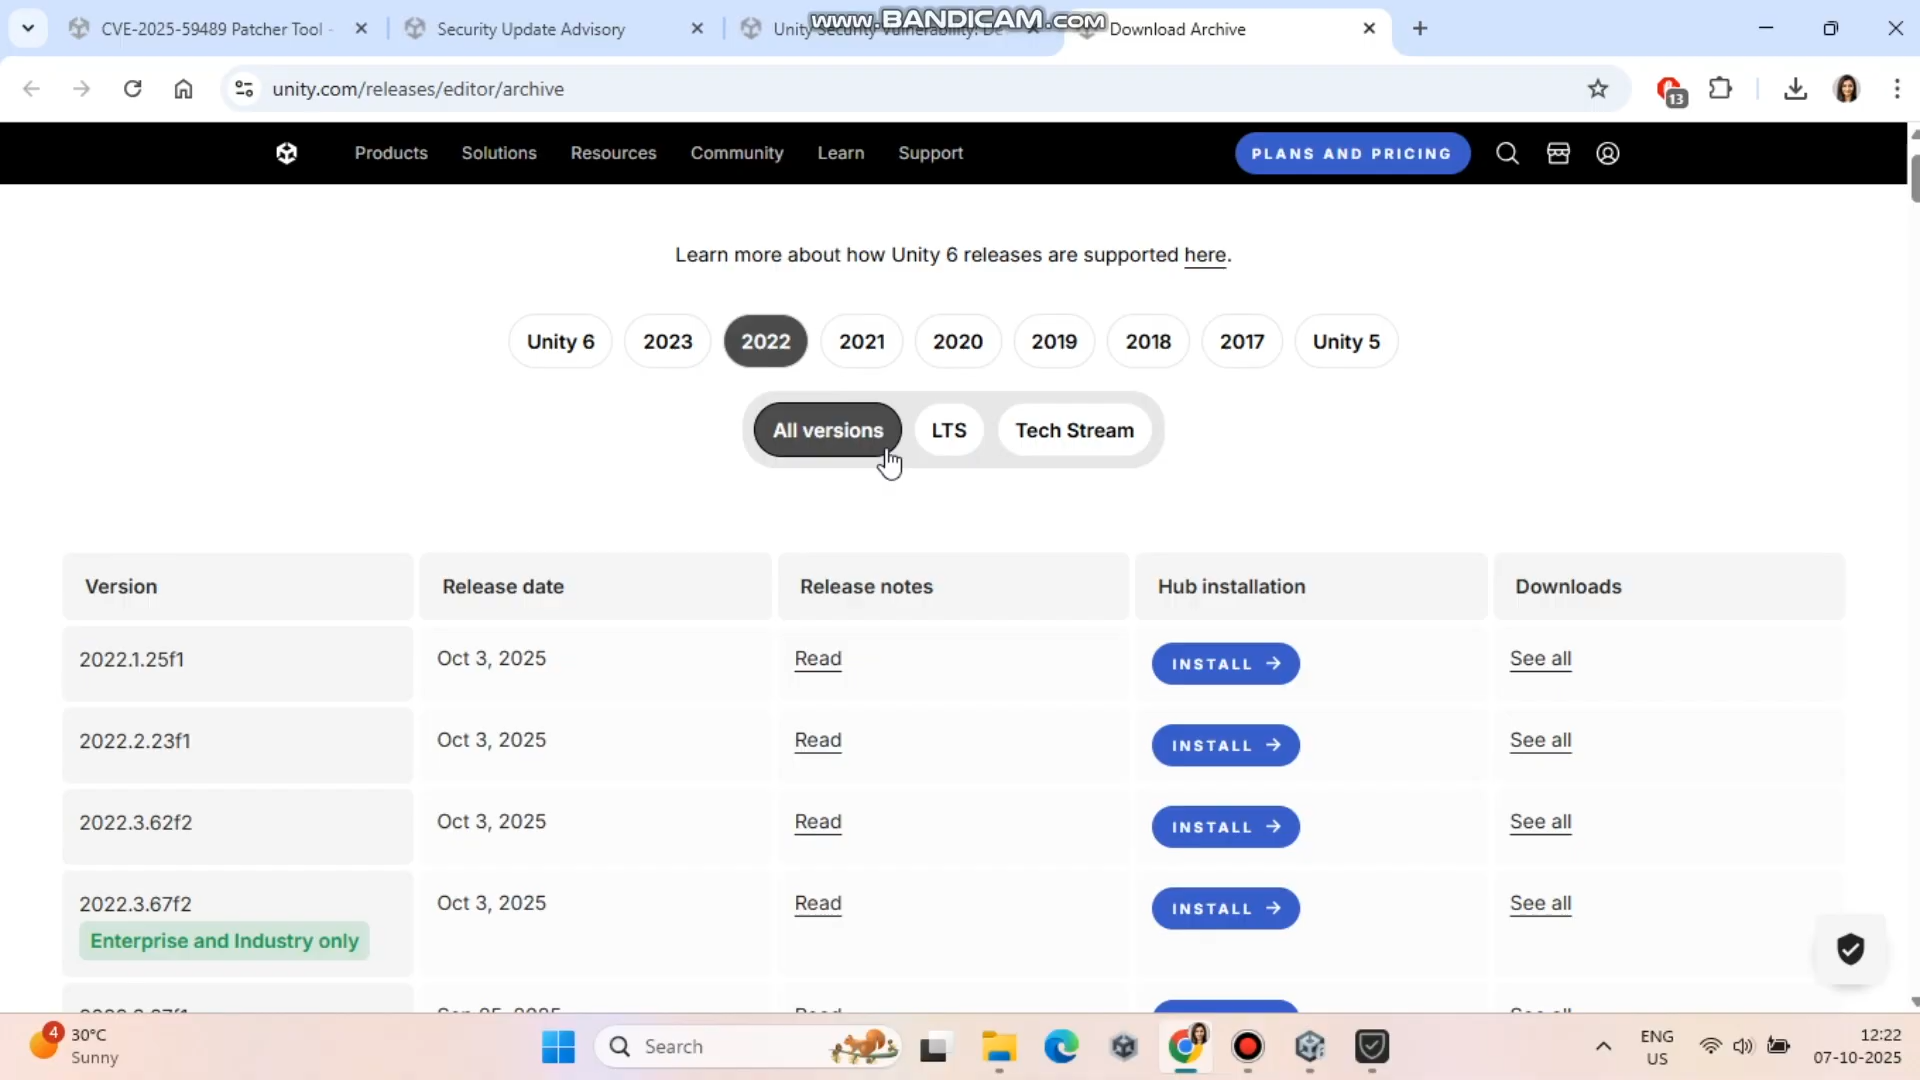 www.BANDICAM.com
CVE-2025-59489 Patcher Tool -
Security Update Advisory
Unity Security Vulnerability: De
Download Archive
unity.com/releases/editor/archive
13
Products Solutions Resources Community Learn Support
PLANS AND PRICING
Learn more about how Unity 6 releases are supported here.
Unity 6 2023 2022 2021 2020 2019 2018 2017 Unity 5
All versions LTS Tech Stream
Version Release date Release notes Hub installation Downloads
2022.1.25f1 Oct 3, 2025 Read INSTALL → See all
2022.2.23f1 Oct 3, 2025 Read INSTALL → See all
2022.3.62f2 Oct 3, 2025 Read INSTALL → See all
2022.3.67f2 Oct 3, 2025 Read INSTALL → See all
Enterprise and Industry only
4
30°C
Sunny
Search
ENG
US
12:22
07-10-2025